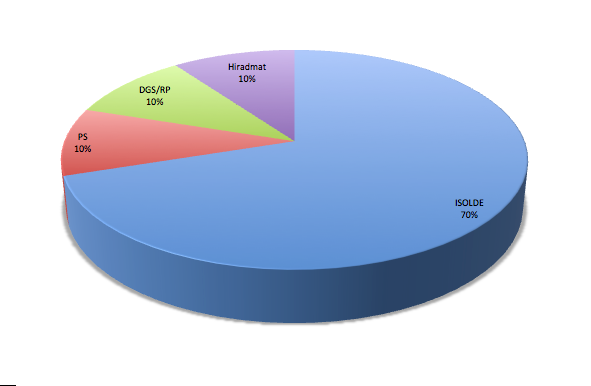 Hiradmat
10%
DGS/RP
10%
PS
10%
ISOLDE
70%